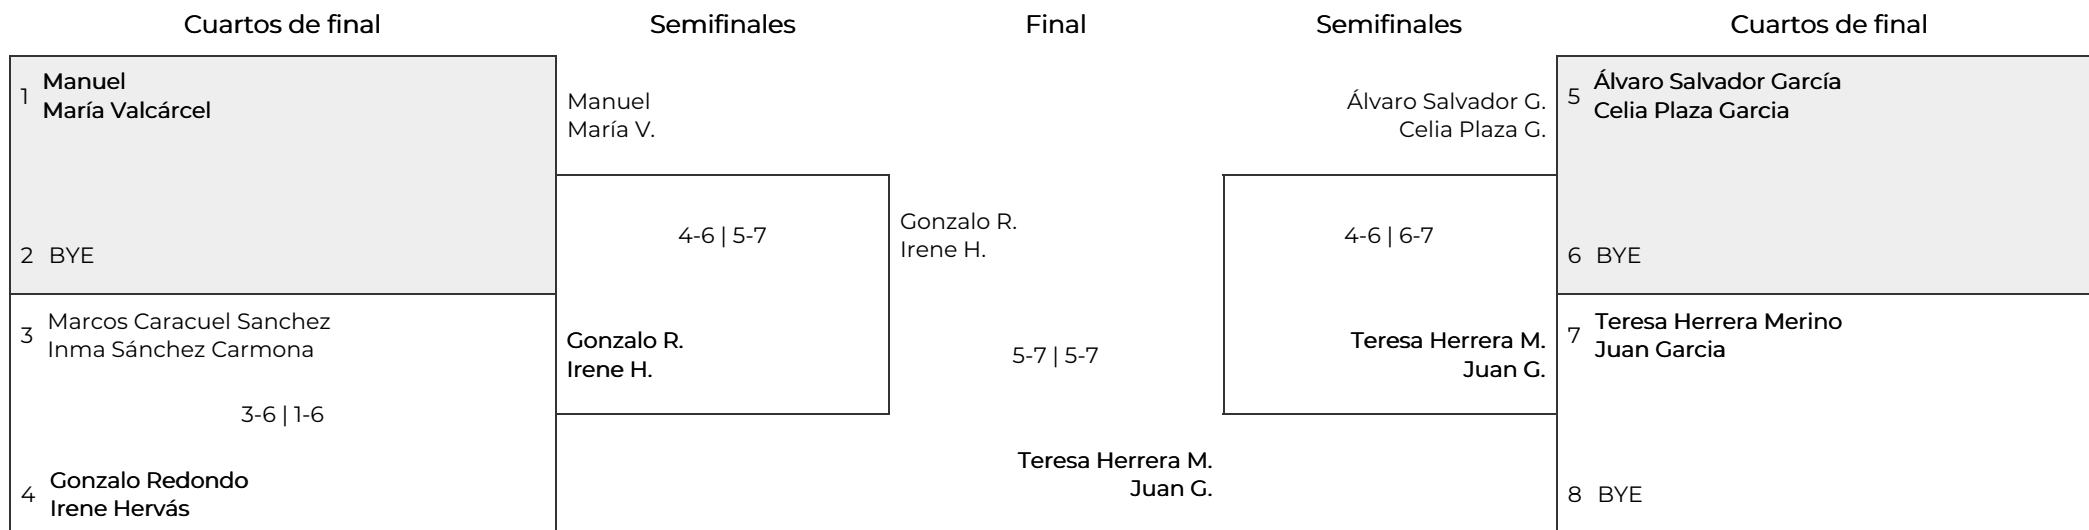 Cuartos de final
Semifinales
Final
Semifinales
Cuartos de final
1
Manuel
María Valcárcel
2 BYE
3
Marcos Caracuel Sanchez
Inma Sánchez Carmona
3-6 | 1-6
4
Gonzalo Redondo
Irene Hervás
Manuel
María V.
4-6 | 5-7
Gonzalo R.
Irene H.
Gonzalo R.
Irene H.
5-7 | 5-7
Teresa Herrera M.
Juan G.
Álvaro Salvador G.
Celia Plaza G.
4-6 | 6-7
Teresa Herrera M.
Juan G.
5
Álvaro Salvador García
Celia Plaza Garcia
6 BYE
7
Teresa Herrera Merino
Juan Garcia
8 BYE